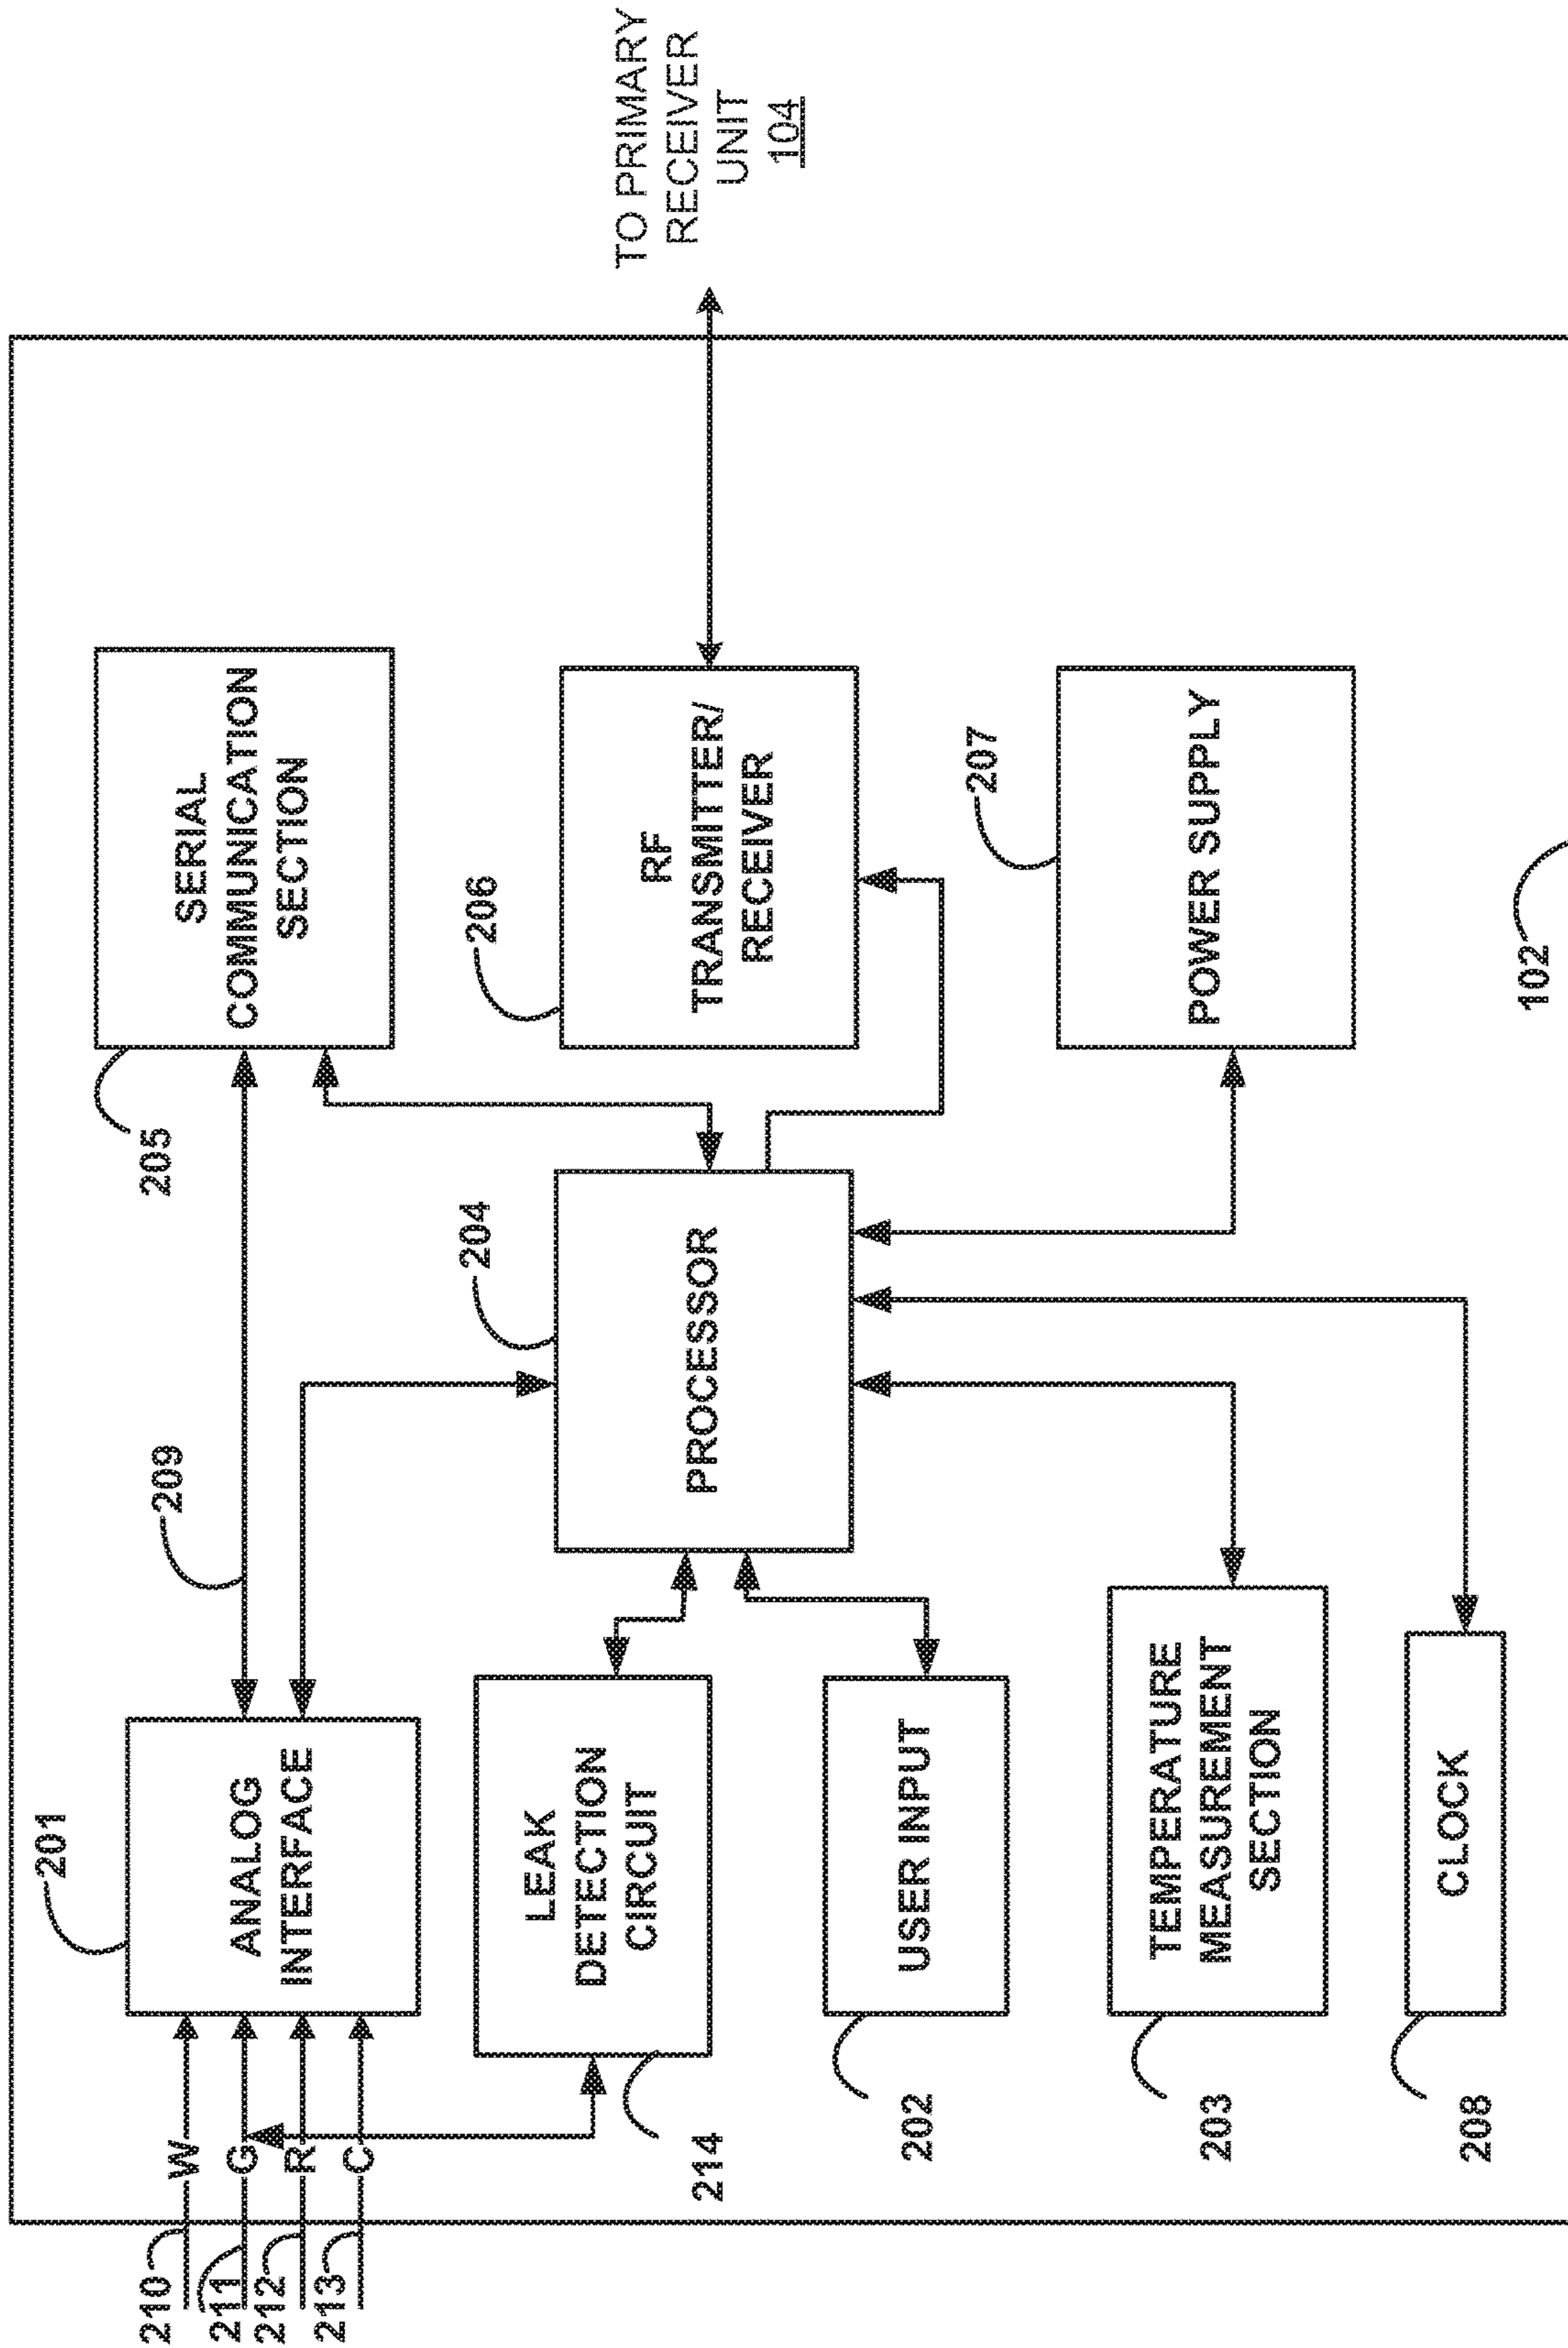 210
W
211
G
212
R
213
C
201
ANALOG
INTERFACE
209
205
SERIAL
COMMUNICATION
SECTION
214
LEAK
DETECTION
CIRCUIT
204
PROCESSOR
206
RF
TRANSMITTER/
RECEIVER
TO PRIMARY
RECEIVER
UNIT
104
202
USER INPUT
207
POWER SUPPLY
203
TEMPERATURE
MEASUREMENT
SECTION
208
CLOCK
102